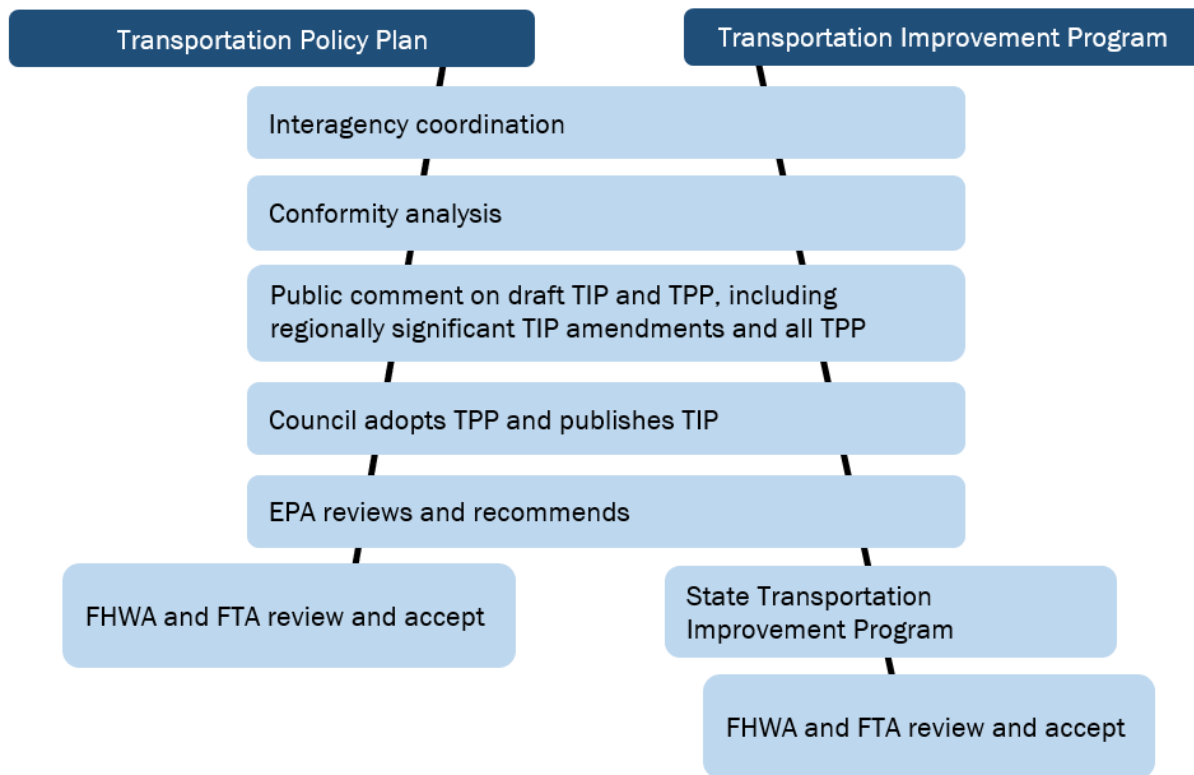 Transportation Policy Plan
Transportation Improvement Program
Interagency coordination
Conformity analysis
Public comment on draft TIP and TPP, including
regionally significant TIP amendments and all TPP
Council adopts TPP and publishes TIP
EPA reviews and recommends
FHWA and FTA review and accept
State Transportation
Improvement Program
FHWA and FTA review and accept